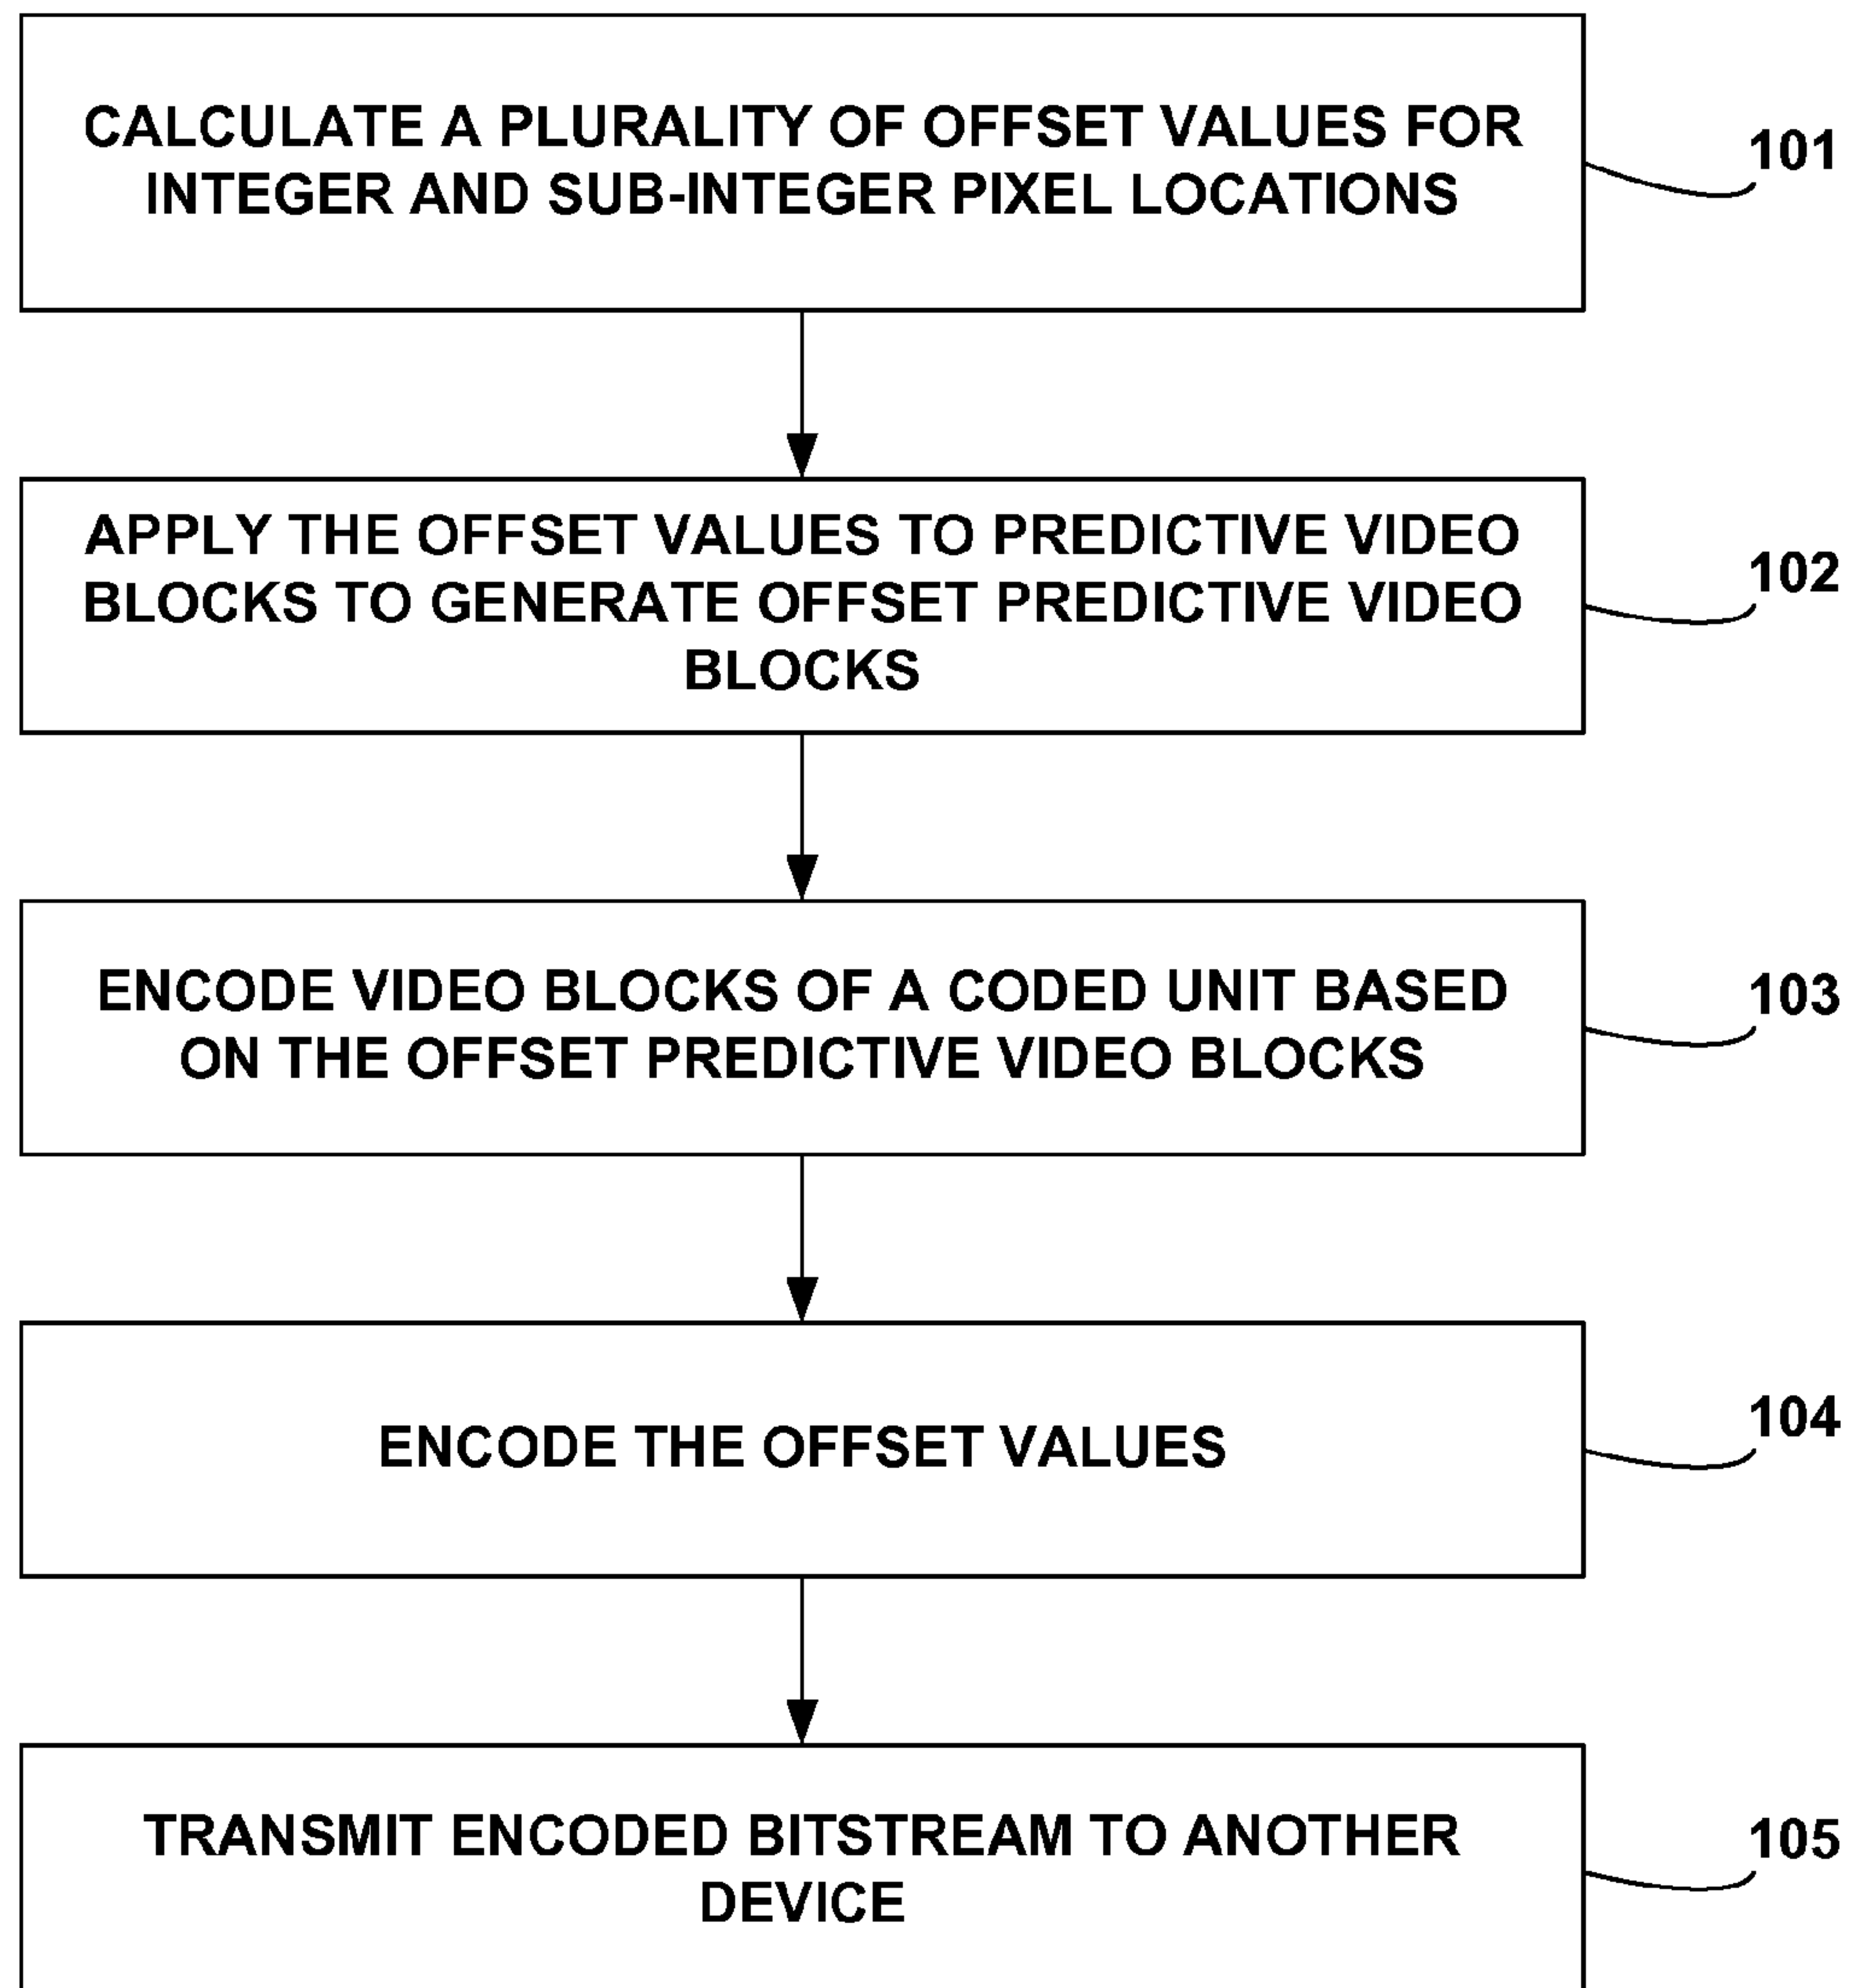 CALCULATE A PLURALITY OF OFFSET VALUES FOR
INTEGER AND SUB-INTEGER PIXEL LOCATIONS
101
APPLY THE OFFSET VALUES TO PREDICTIVE VIDEO
BLOCKS TO GENERATE OFFSET PREDICTIVE VIDEO
BLOCKS
102
ENCODE VIDEO BLOCKS OF A CODED UNIT BASED
ON THE OFFSET PREDICTIVE VIDEO BLOCKS
103
ENCODE THE OFFSET VALUES
104
TRANSMIT ENCODED BITSTREAM TO ANOTHER
DEVICE
105